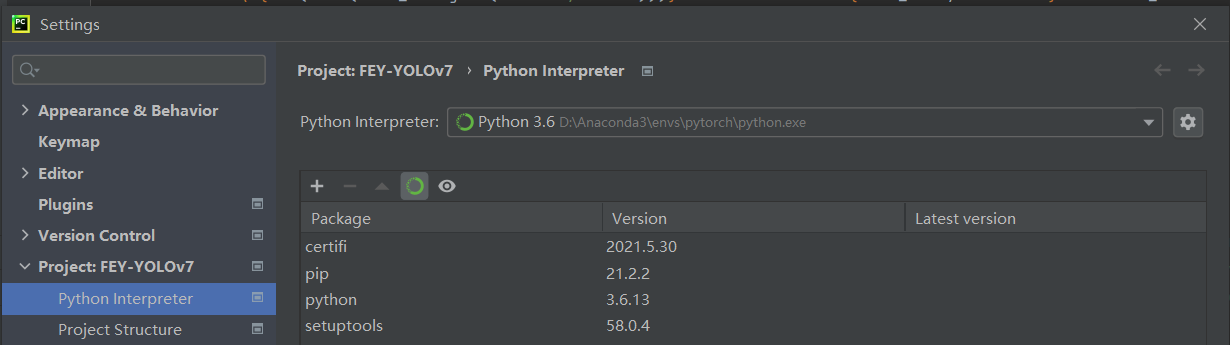 PC Settings
Project: FEY-YOLOv7 › Python Interpreter
Appearance & Behavior
Keymap
Editor
Plugins
Version Control
Project: FEY-YOLOv7
Python Interpreter
Project Structure
Python Interpreter: Python 3.6 D:\Anaconda3\envs\pytorch\python.exe
Package Version Latest version
certifi 2021.5.30
pip 21.2.2
python 3.6.13
setuptools 58.0.4